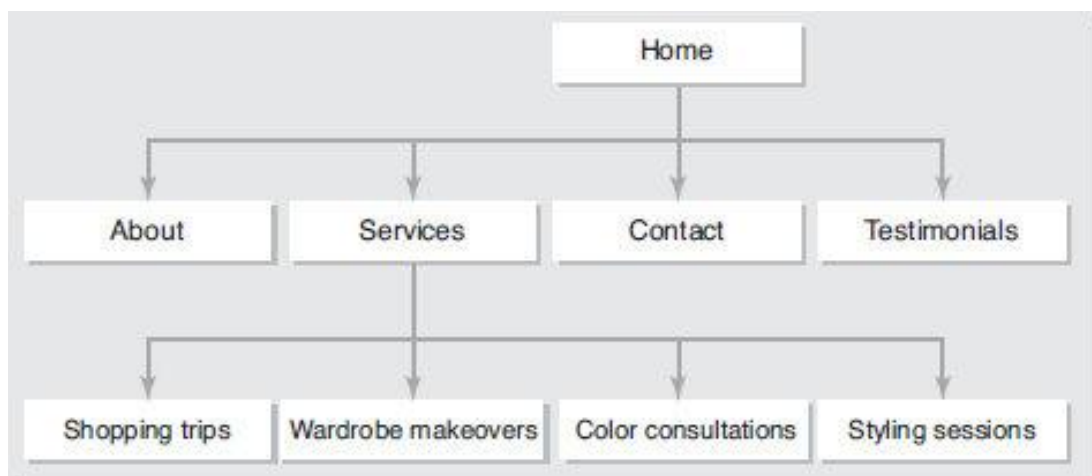 Home
About
Services
Contact
Testimonials
Shopping trips
Wardrobe makeovers
Color consultations
Styling sessions